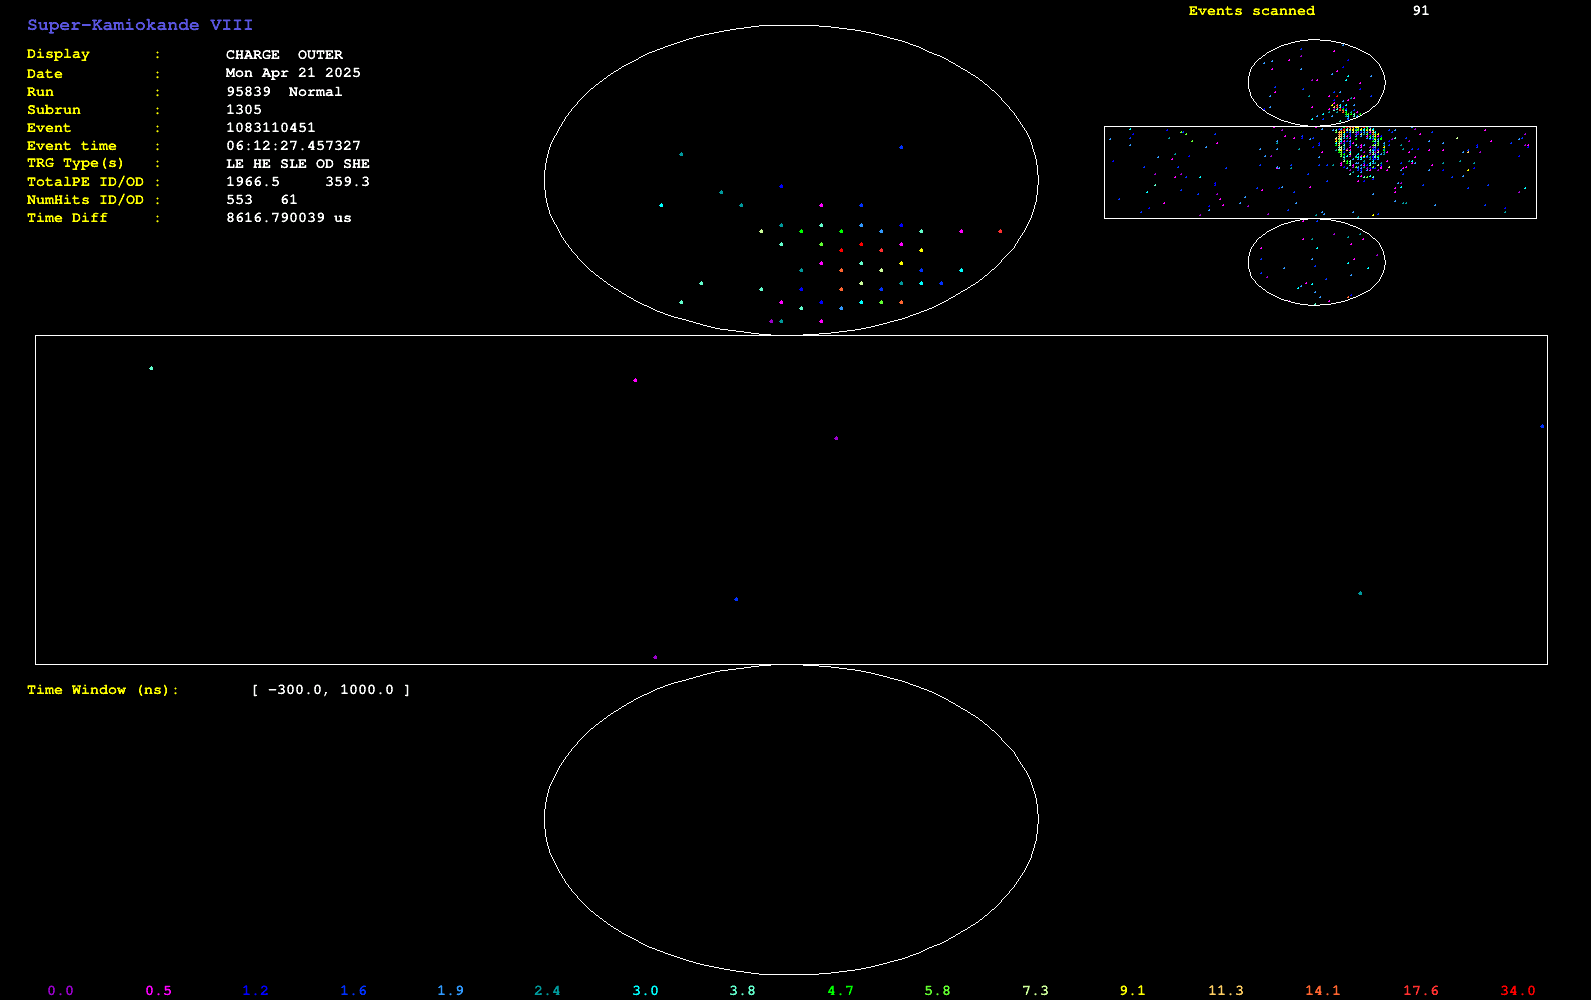 Super-Kamiokande VIII
Events scanned 91
Display : CHARGE OUTER
Date : Mon Apr 21 2025
Run : 95839 Normal
Subrun : 1305
Event : 1083110451
Event time : 06:12:27.457327
TRG Type(s) : LE HE SLE OD SHE
TotalPE ID/OD : 1966.5 359.3
NumHits ID/OD : 553 61
Time Diff : 8616.790039 us
Time Window (ns): [ -300.0, 1000.0 ]
0.0 0.5 1.2 1.6 1.9 2.4 3.0 3.8 4.7 5.8 7.3 9.1 11.3 14.1 17.6 34.0